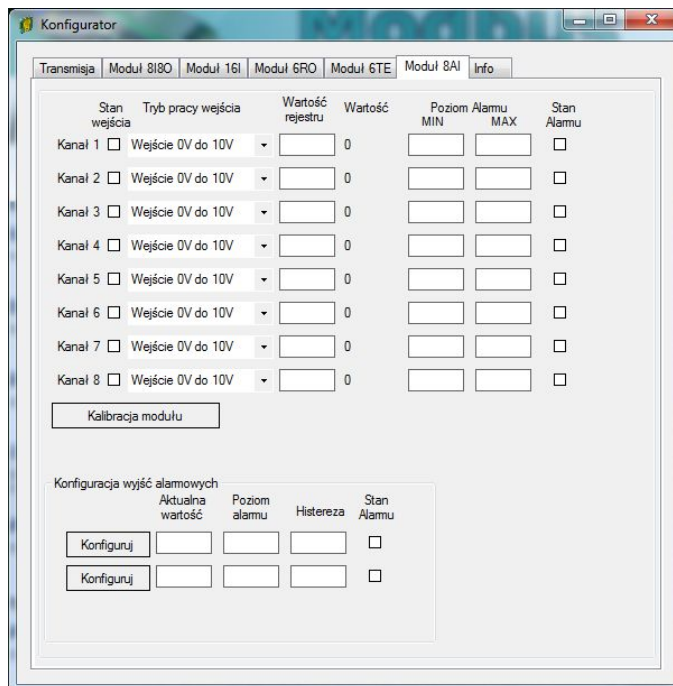 Konfigurator
Modbus
Transmisja Moduł 8I8O Moduł 16I Moduł 6RO Moduł 6TE Moduł 8AI Info
Stan wejścia Tryb pracy wejścia Wartość rejestru Wartość Poziom Alarmu MIN MAX Stan Alarmu
Kanał 1 Wejście 0V do 10V 0
Kanał 2 Wejście 0V do 10V 0
Kanał 3 Wejście 0V do 10V 0
Kanał 4 Wejście 0V do 10V 0
Kanał 5 Wejście 0V do 10V 0
Kanał 6 Wejście 0V do 10V 0
Kanał 7 Wejście 0V do 10V 0
Kanał 8 Wejście 0V do 10V 0
Kalibracja modułu
Konfiguracja wyjść alarmowych
Aktualna wartość Poziom alarmu Histereza Stan Alarmu
Konfiguruj
Konfiguruj